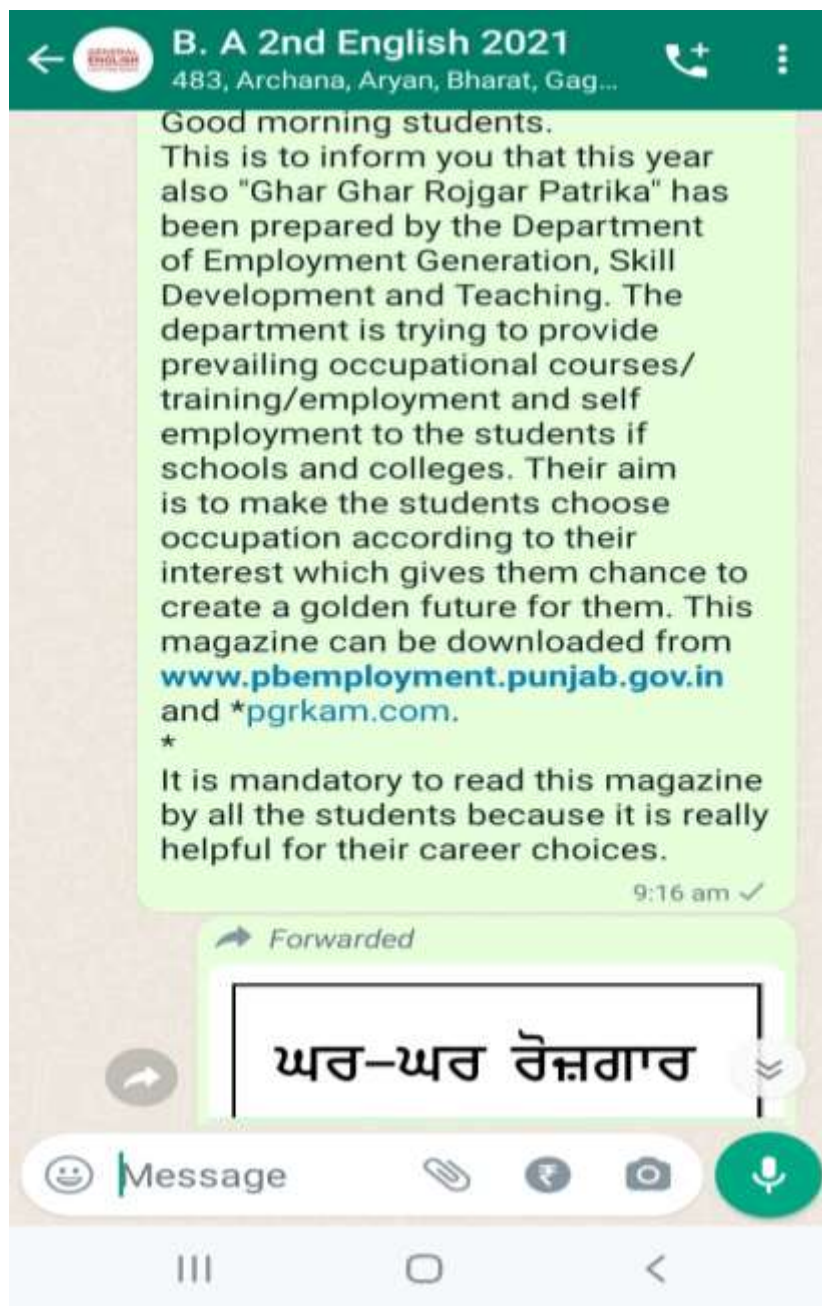 B. A 2nd English 2021
483, Archana, Aryan, Bharat, Gag...
GENERAL
ENGLISH
Good morning students.
This is to inform you that this year
also "Ghar Ghar Rojgar Patrika" has
been prepared by the Department
of Employment Generation, Skill
Development and Teaching. The
department is trying to provide
prevailing occupational courses/
training/employment and self
employment to the students if
schools and colleges. Their aim
is to make the students choose
occupation according to their
interest which gives them chance to
create a golden future for them. This
magazine can be downloaded from
www.pbemployment.punjab.gov.in
and *pgrkam.com.
*
It is mandatory to read this magazine
by all the students because it is really
helpful for their career choices.
9:16 am
Forwarded
ਘਰ-ਘਰ ਰੋਜ਼ਗਾਰ
Message